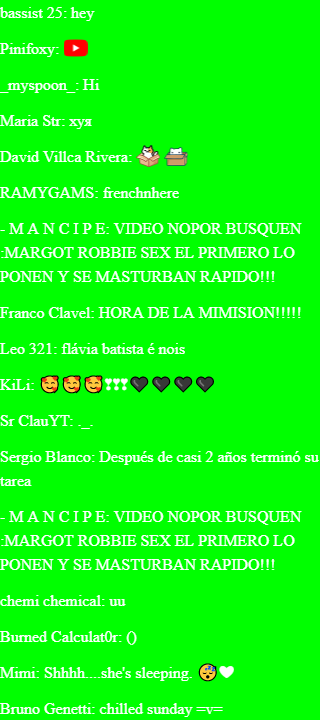 bassist 25: hey
Pinifoxy:
_myspoon_: Hi
Maria Str: хуя
David Villca Rivera:
RAMYGAMS: frenchnhere
- M A N C I P E: VIDEO NOPOR BUSQUEN
:MARGOT ROBBIE SEX EL PRIMERO LO
PONEN Y SE MASTURBAN RAPIDO!!!
Franco Clavel: HORA DE LA MIMISION!!!!!
Leo 321: flávia batista é nois
KiLi: 🥰🥰🥰❣❣❣🖤🖤🖤🖤
Sr ClauYT: ._.
Sergio Blanco: Después de casi 2 años terminó su
tarea
- M A N C I P E: VIDEO NOPOR BUSQUEN
:MARGOT ROBBIE SEX EL PRIMERO LO
PONEN Y SE MASTURBAN RAPIDO!!!
chemi chemical: uu
Burned Calculat0r: ()
Mimi: Shhhh....she's sleeping. 😴🤍
Bruno Genetti: chilled sunday =v=